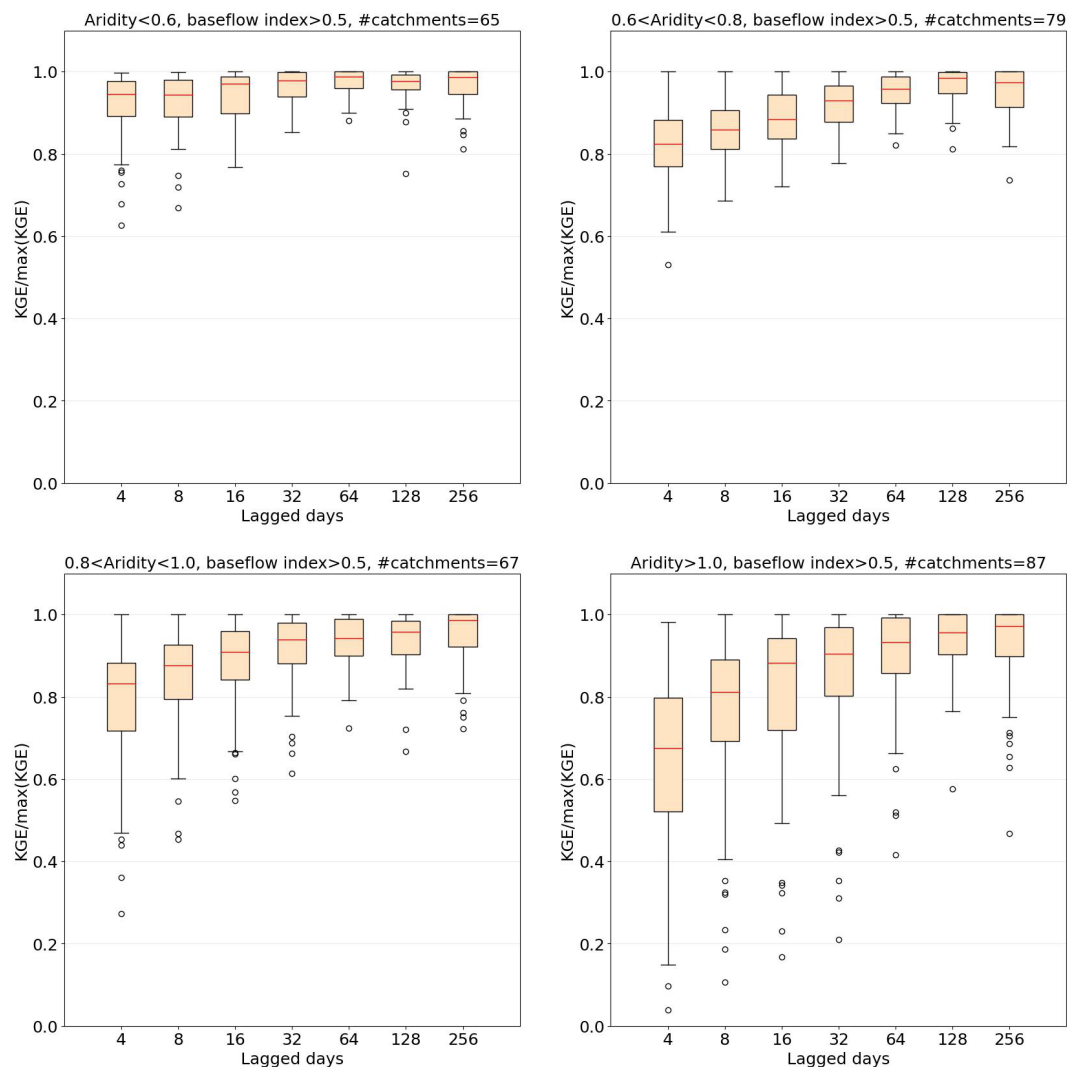 Aridity<0.6, baseflow index>0.5, #catchments=65
KGE/max(KGE)
1.0
0.8
0.6
0.4
0.2
0.0
4 8 16 32 64 128 256
Lagged days
0.6<Aridity<0.8, baseflow index>0.5, #catchments=79
KGE/max(KGE)
1.0
0.8
0.6
0.4
0.2
0.0
4 8 16 32 64 128 256
Lagged days
0.8<Aridity<1.0, baseflow index>0.5, #catchments=67
KGE/max(KGE)
1.0
0.8
0.6
0.4
0.2
0.0
4 8 16 32 64 128 256
Lagged days
Aridity>1.0, baseflow index>0.5, #catchments=87
KGE/max(KGE)
1.0
0.8
0.6
0.4
0.2
0.0
4 8 16 32 64 128 256
Lagged days